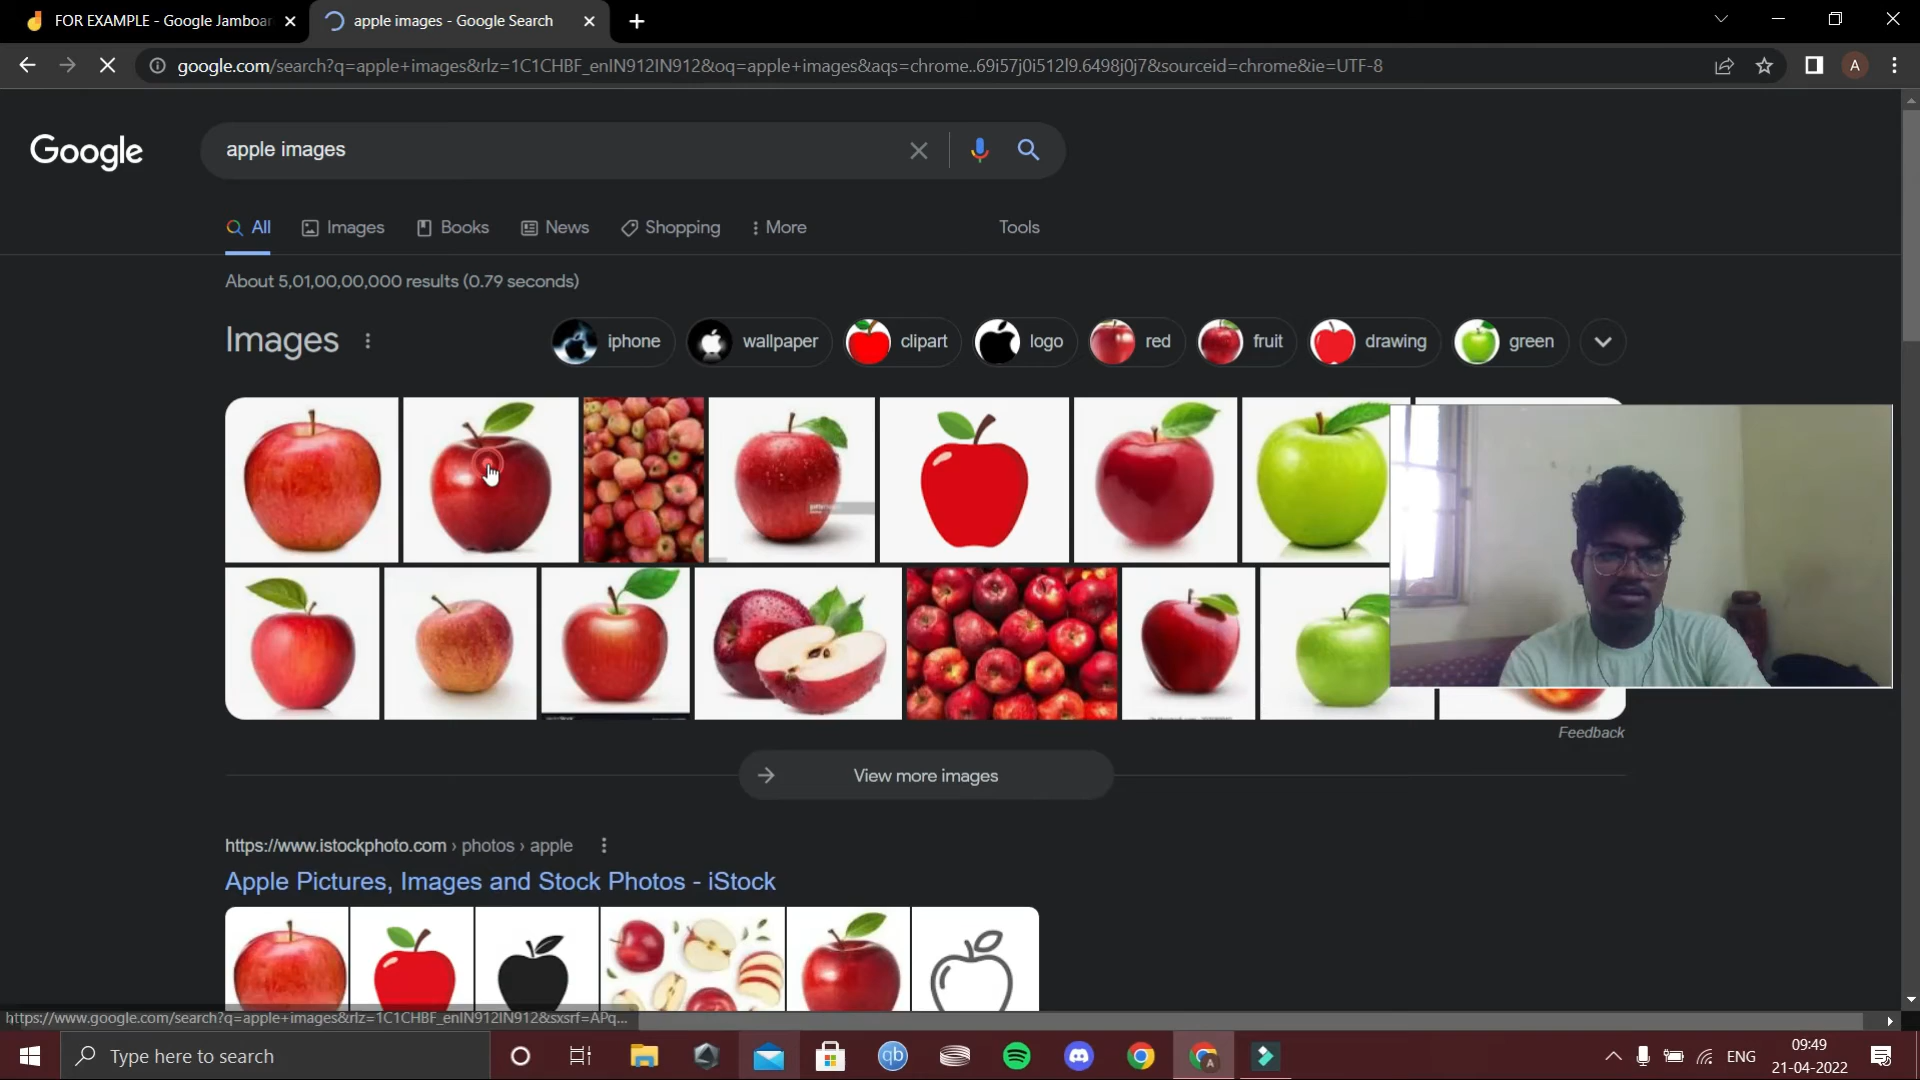 FOR EXAMPLE - Google Jamboar
apple images - Google Search
google.com/search?q=apple+images&rlz=1C1CHBF_enIN912IN912&oq=apple+images&aqs=chrome..69i57j0i512l9.6498j0j7&sourceid=chrome&ie=UTF-8
A
Google
apple images
All
Images
Books
News
Shopping
More
Tools
About 5,01,00,00,000 results (0.79 seconds)
Images
iphone
wallpaper
clipart
logo
red
fruit
drawing
green
Feedback
View more images
https://www.istockphoto.com › photos › apple
Apple Pictures, Images and Stock Photos - iStock
https://www.google.com/search?q=apple+images&rlz=1C1CHBF_enIN912IN912&sxsrf=APq...
Type here to search
qb
A
ENG
09:49
21-04-2022